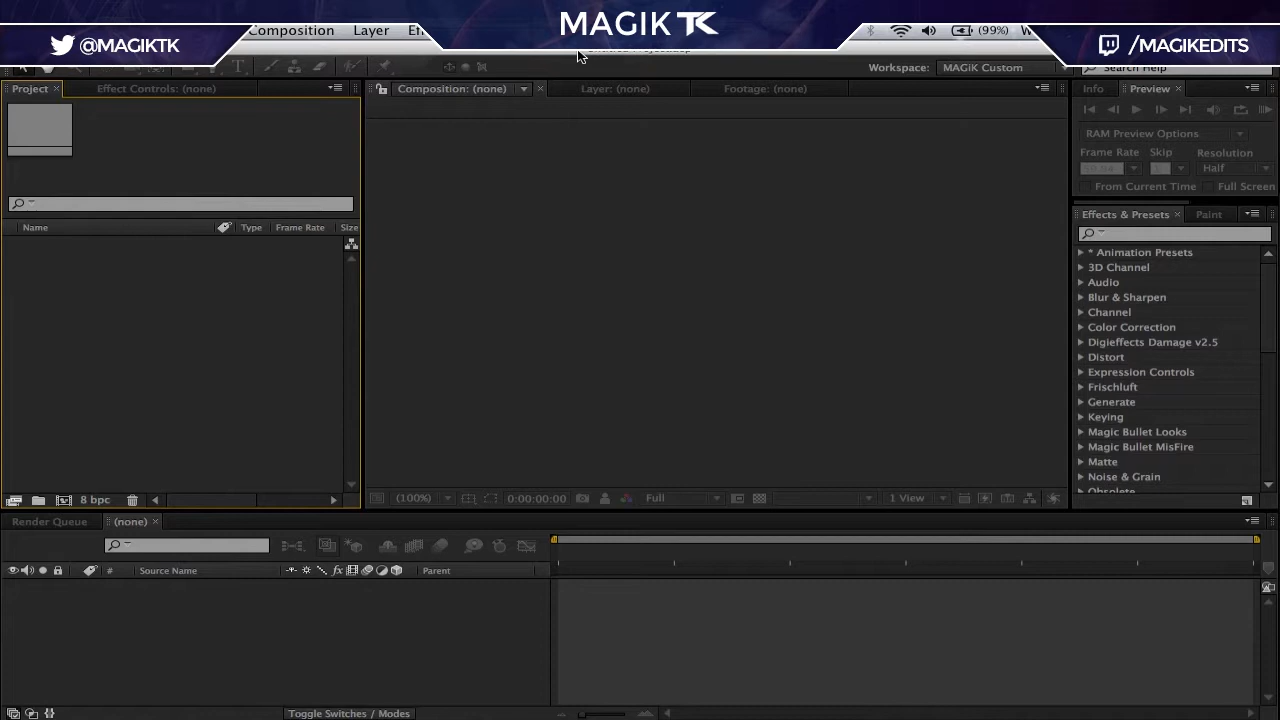 MAGIK TK
@MAGIKTK
/MAGIKEDITS
Composition Layer
(99%)
Workspace: MAGiK Custom
Search Help
Project
Effect Controls: (none)
Composition: (none)
Layer: (none)
Footage: (none)
Info
Preview
RAM Preview Options
Frame Rate Skip Resolution
Half
From Current Time Full Screen
Effects & Presets
Paint
Name Type Frame Rate Size
* Animation Presets
3D Channel
Audio
Blur & Sharpen
Channel
Color Correction
Digieffects Damage v2.5
Distort
Expression Controls
Frischluft
Generate
Keying
Magic Bullet Looks
Magic Bullet MisFire
Matte
Noise & Grain
Obsolete
8 bpc
(100%)
0:00:00:00
Full
1 View
Render Queue
(none)
# Source Name
fx
Parent
Toggle Switches / Modes